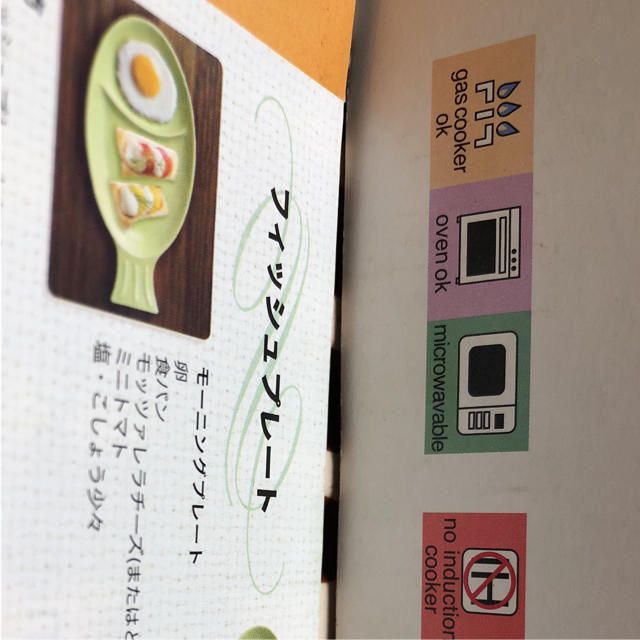 フィッシュプレート
モーニングプレート
卵
食パン
モッツァレラチーズ(または
ミニトマト
塩・こしょう少々
gas cooker
ok
oven ok
microwavable
no induction
cooker
IH